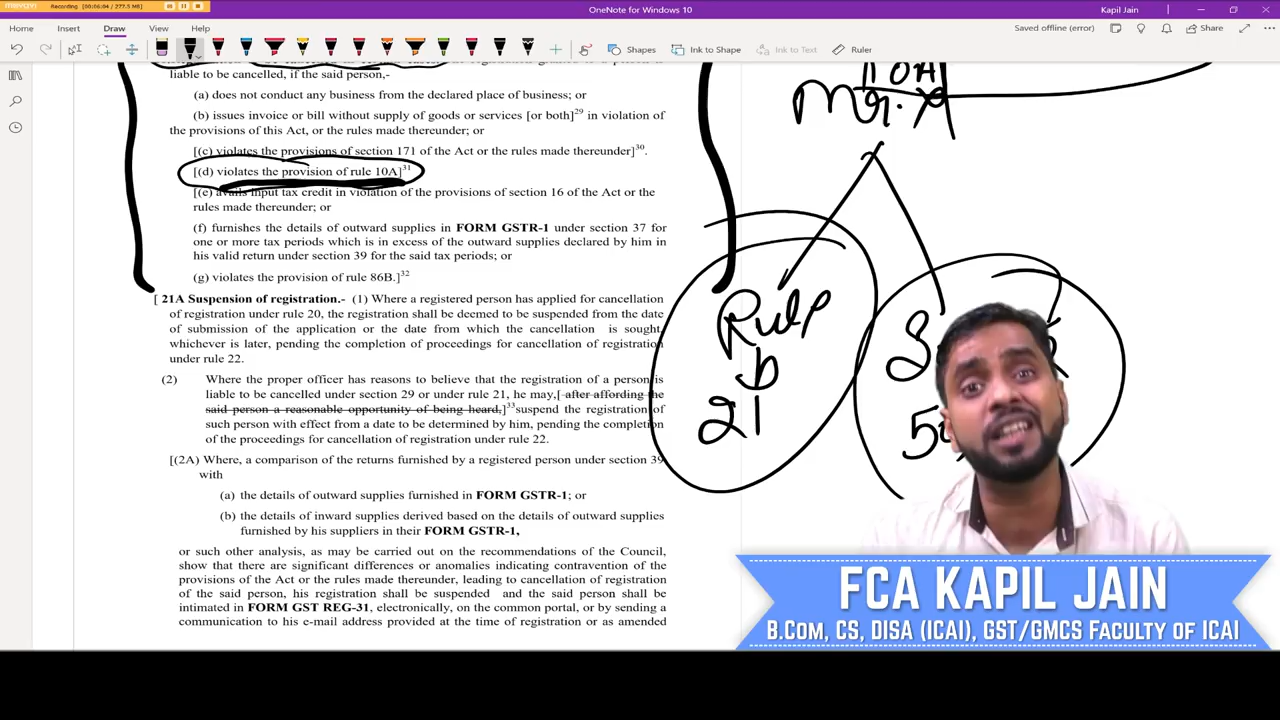 Recording [00:06:04 / 277.5 MB]
OneNote for Windows 10
Kapil Jain
Home Insert Draw View Help
Saved offline (error) Share
Shapes Ink to Shape Ink to Text Ruler
liable to be cancelled, if the said person,-
(a) does not conduct any business from the declared place of business; or
(b) issues invoice or bill without supply of goods or services [or both]29 in violation of
the provisions of this Act, or the rules made thereunder; or
[(c) violates the provisions of section 171 of the Act or the rules made thereunder]30.
[(d) violates the provision of rule 10A]31
[(e) avails input tax credit in violation of the provisions of section 16 of the Act or the
rules made thereunder; or
(f) furnishes the details of outward supplies in FORM GSTR-1 under section 37 for
one or more tax periods which is in excess of the outward supplies declared by him in
his valid return under section 39 for the said tax periods; or
(g) violates the provision of rule 86B.]32
[ 21A Suspension of registration.- (1) Where a registered person has applied for cancellation
of registration under rule 20, the registration shall be deemed to be suspended from the date
of submission of the application or the date from which the cancellation is sought,
whichever is later, pending the completion of proceedings for cancellation of registration
under rule 22.
(2) Where the proper officer has reasons to believe that the registration of a person is
liable to be cancelled under section 29 or under rule 21, he may,[ after affording the
said person a reasonable opportunity of being heard,]33suspend the registration of
such person with effect from a date to be determined by him, pending the completion
of the proceedings for cancellation of registration under rule 22.
[(2A) Where, a comparison of the returns furnished by a registered person under section 39
with
(a) the details of outward supplies furnished in FORM GSTR-1; or
(b) the details of inward supplies derived based on the details of outward supplies
furnished by his suppliers in their FORM GSTR-1,
or such other analysis, as may be carried out on the recommendations of the Council,
show that there are significant differences or anomalies indicating contravention of the
provisions of the Act or the rules made thereunder, leading to cancellation of registration
of the said person, his registration shall be suspended and the said person shall be
intimated in FORM GST REG-31, electronically, on the common portal, or by sending a
communication to his e-mail address provided at the time of registration or as amended
10A
Mr. X
Rule
21
FCA KAPIL JAIN
B.COM, CS, DISA (ICAI), GST/GMCS FACULTY OF ICAI